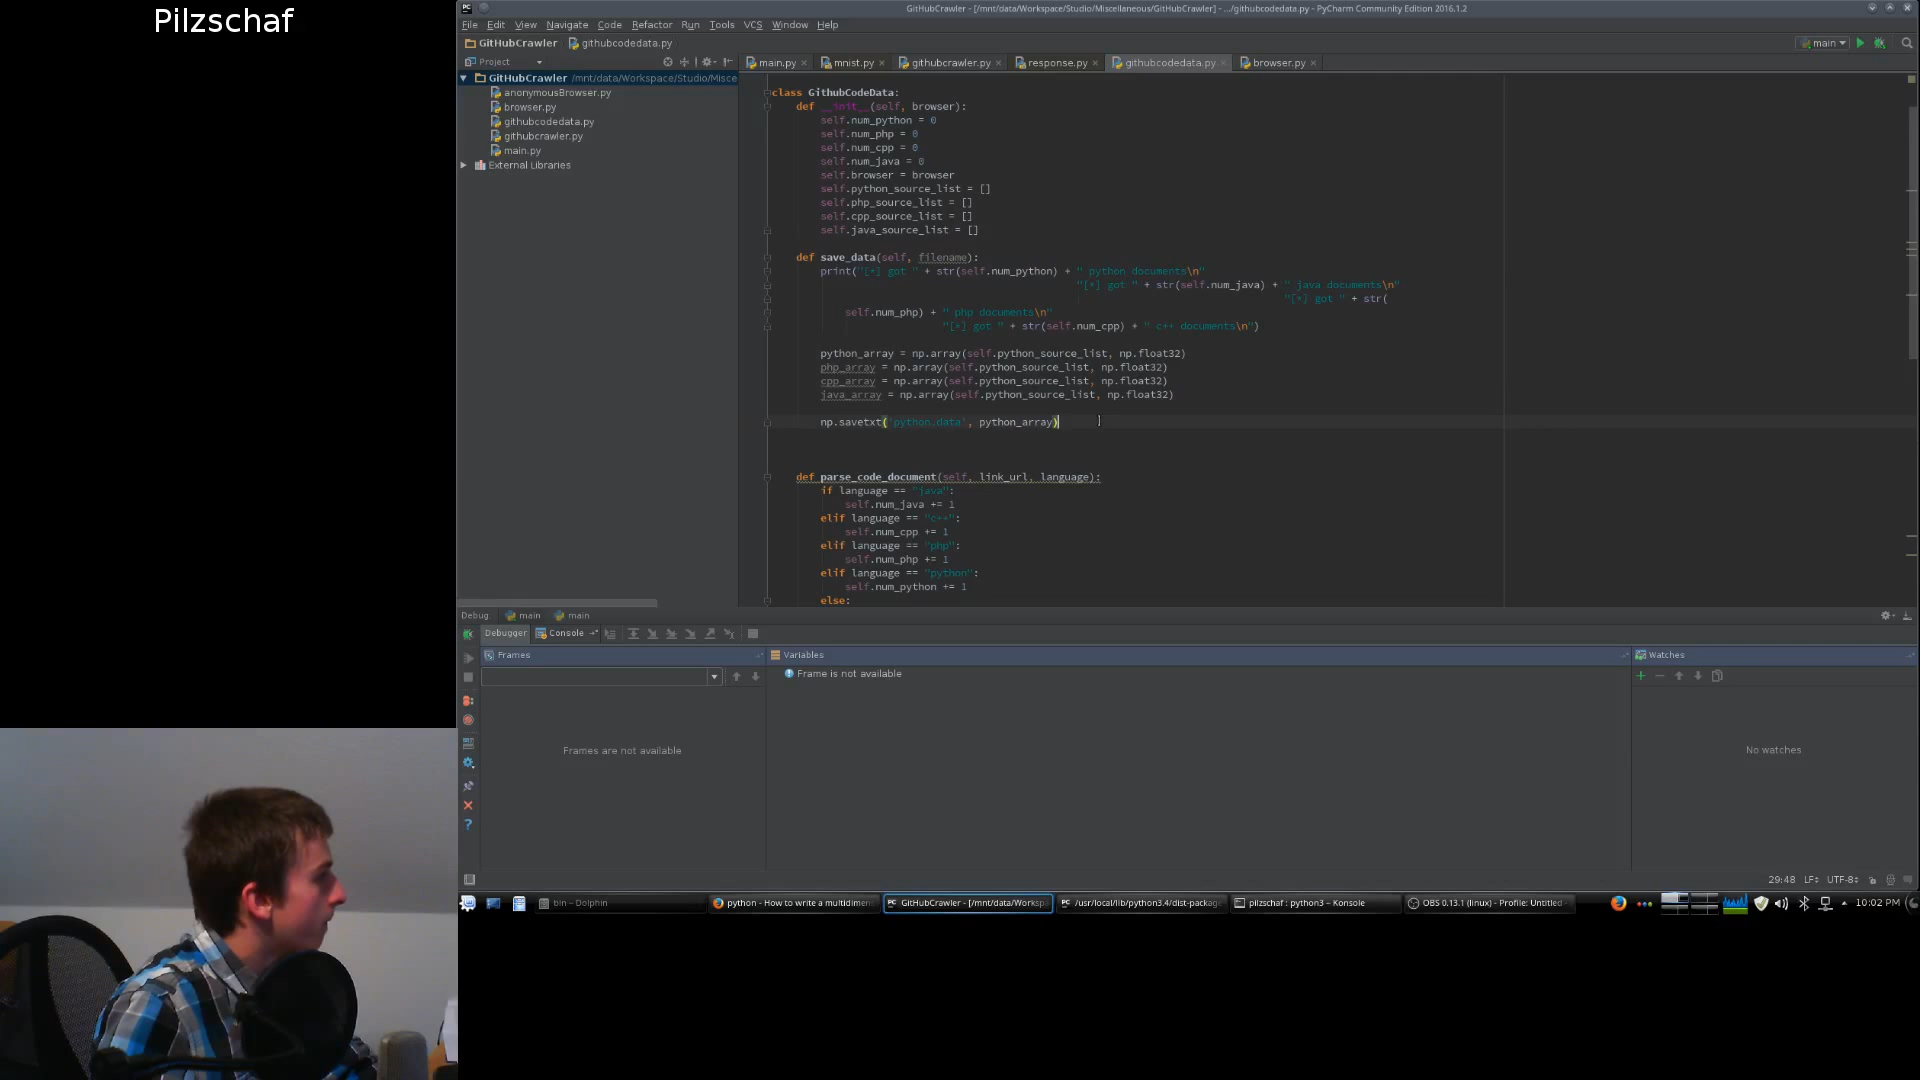 Pilzschaf
GitHubCrawler - [/mnt/data/Workspace/Studio/Miscellaneous/GitHubCrawler] - .../githubcodedata.py - PyCharm Community Edition 2016.1.2
File Edit View Navigate Code Refactor Run Tools VCS Window Help
GitHubCrawler githubcodedata.py
main
Project
main.py mnist.py githubcrawler.py response.py githubcodedata.py browser.py
GitHubCrawler /mnt/data/Workspace/Studio/Misce
anonymousBrowser.py
browser.py
githubcodedata.py
githubcrawler.py
main.py
External Libraries
class GithubCodeData:
def __init__(self, browser):
self.num_python = 0
self.num_php = 0
self.num_cpp = 0
self.num_java = 0
self.browser = browser
self.python_source_list = []
self.php_source_list = []
self.cpp_source_list = []
self.java_source_list = []
def save_data(self, filename):
print("[*] got " + str(self.num_python) + " python documents\n"
"[*] got " + str(self.num_java) + " java documents\n"
"[*] got " + str(
self.num_php) + " php documents\n"
"[*] got " + str(self.num_cpp) + " c++ documents\n")
python_array = np.array(self.python_source_list, np.float32)
php_array = np.array(self.python_source_list, np.float32)
cpp_array = np.array(self.python_source_list, np.float32)
java_array = np.array(self.python_source_list, np.float32)
np.savetxt('python.data', python_array)
def parse_code_document(self, link_url, language):
if language == "java":
self.num_java += 1
elif language == "c++":
self.num_cpp += 1
elif language == "php":
self.num_php += 1
elif language == "python":
self.num_python += 1
else:
Debug: main main
Debugger Console
Frames
Variables
Watches
Frame is not available
Frames are not available
No watches
29:48 LF UTF-8
bin – Dolphin
python - How to write a multidimen
GitHubCrawler - [/mnt/data/Worksp
/usr/local/lib/python3.4/dist-package
pilzschaf : python3 – Konsole
OBS 0.13.1 (linux) - Profile: Untitled -
10:02 PM